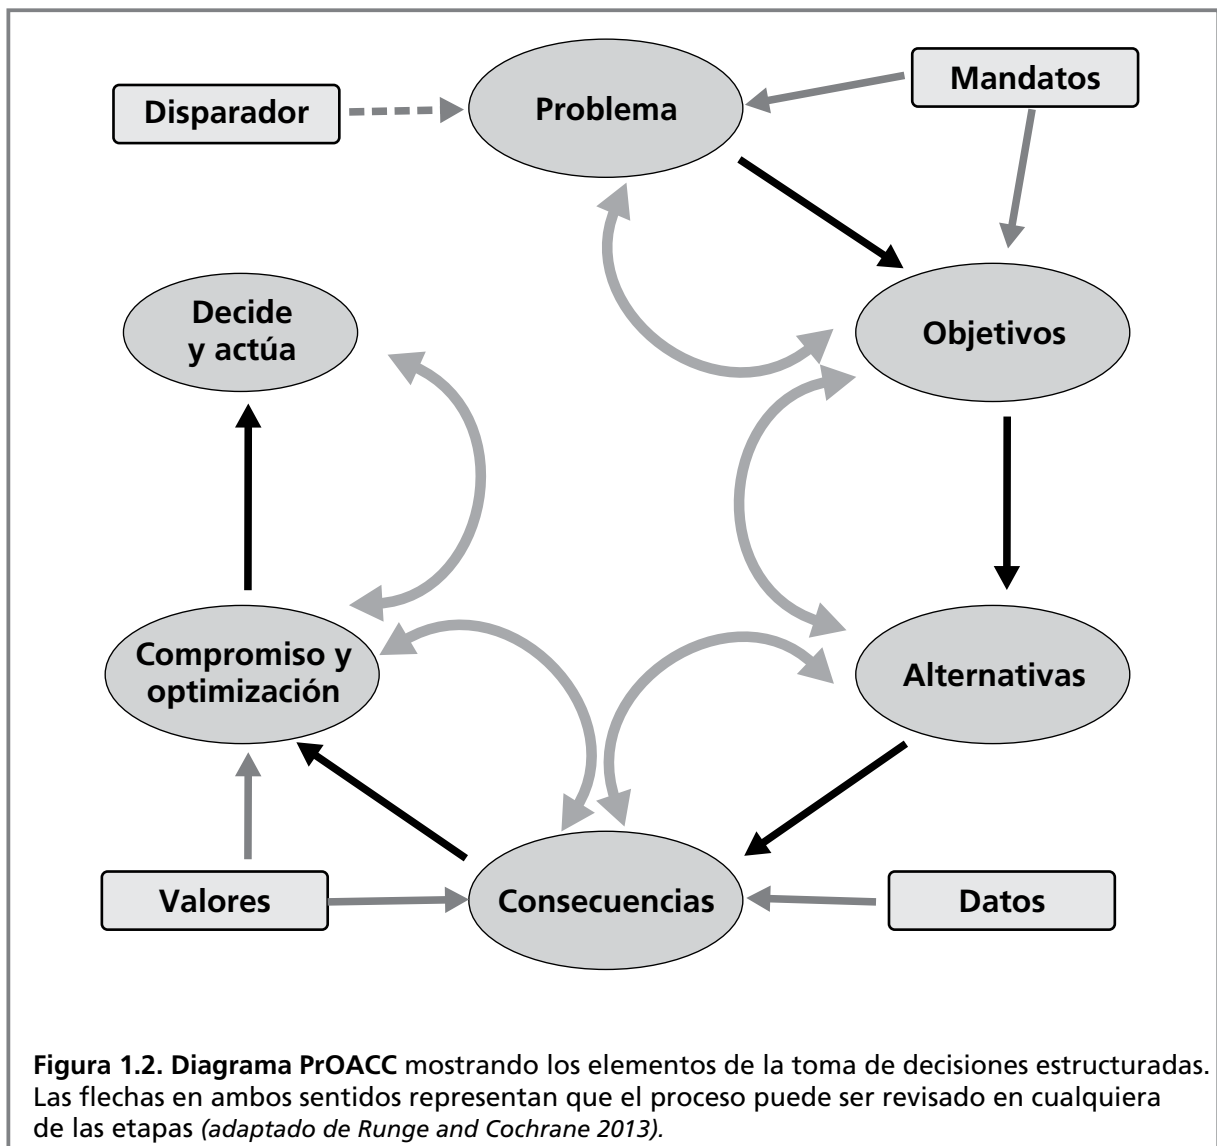 Problema
Mandatos
Disparador
Decide
y actúa
Objetivos
Compromiso y
optimización
Alternativas
Valores
Consecuencias
Datos
Figura 1.2. Diagrama PrOACC mostrando los elementos de la toma de decisiones estructuradas.
Las flechas en ambos sentidos representan que el proceso puede ser revisado en cualquiera
de las etapas (adaptado de Runge and Cochrane 2013).